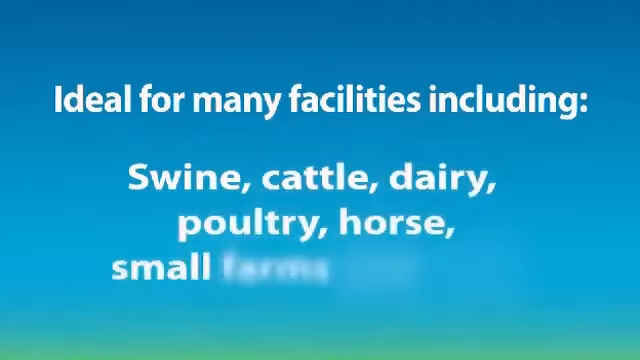 Ideal for many facilities including:
Swine, cattle, dairy,
poultry, horse,
small farms